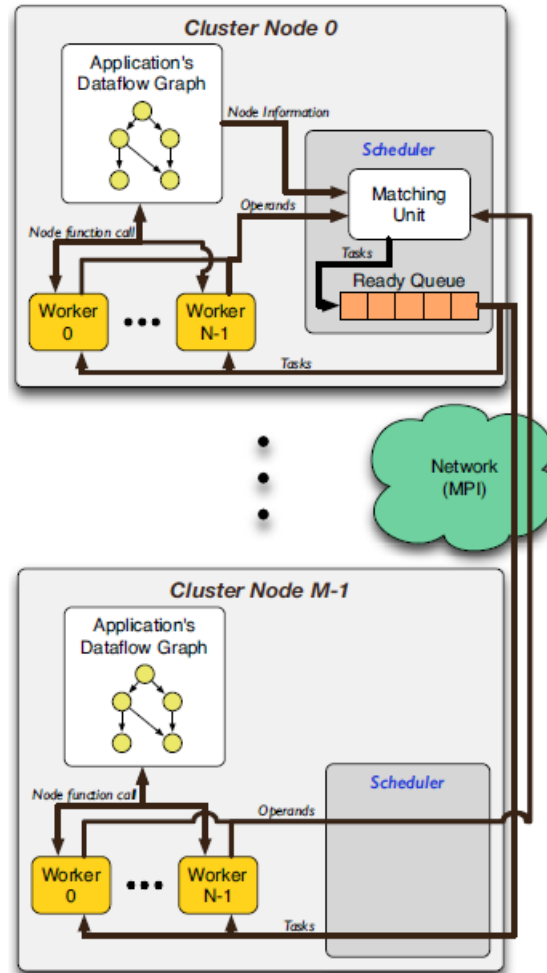 Cluster Node 0
Application's
Dataflow Graph
Node Information
Scheduler
Matching
Unit
Operands
Node function call
Tasks
Ready Queue
Worker
0
Worker
N-1
Tasks
Network
(MPI)
Cluster Node M-1
Application's
Dataflow Graph
Scheduler
Node function call
Operands
Worker
0
Worker
N-1
Tasks